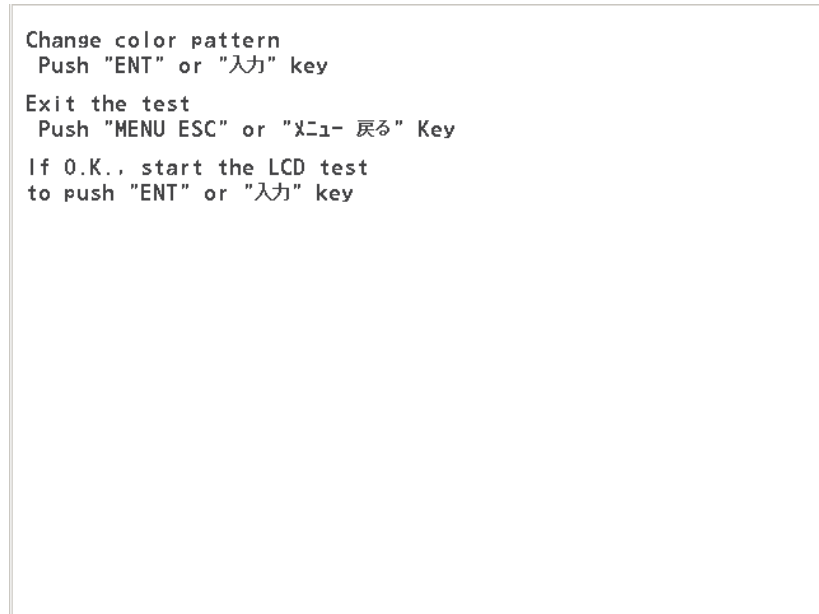 Change color pattern
Push "ENT" or "入力" key
Exit the test
Push "MENU ESC" or "ﾒﾆｭｰ 戻る" Key
If O.K., start the LCD test
to push "ENT" or "入力" key